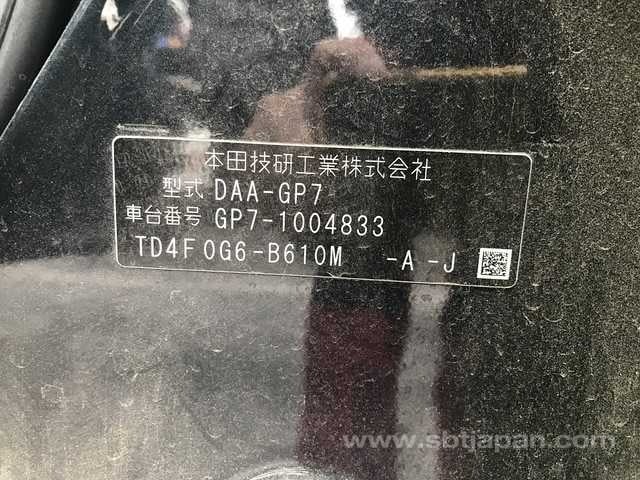 本田技研工業株式会社
型式 DAA-GP7
車台番号 GP7-1004833
TD4F0G6-B610M -A -J
www.sbtjapan.com